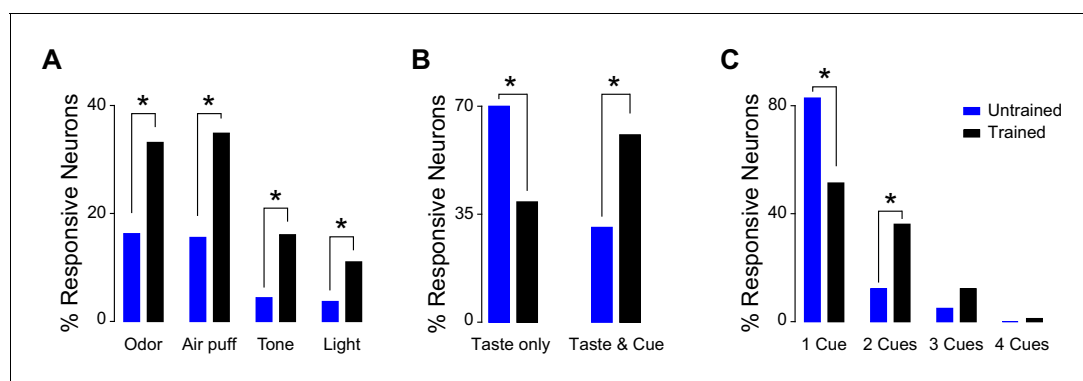 A
% Responsive Neurons
40
20
0
* * * *
Odor Air puff Tone Light
B
% Responsive Neurons
70
35
0
* *
Taste only Taste & Cue
C
% Responsive Neurons
80
40
0
* *
Untrained
Trained
1 Cue 2 Cues 3 Cues 4 Cues